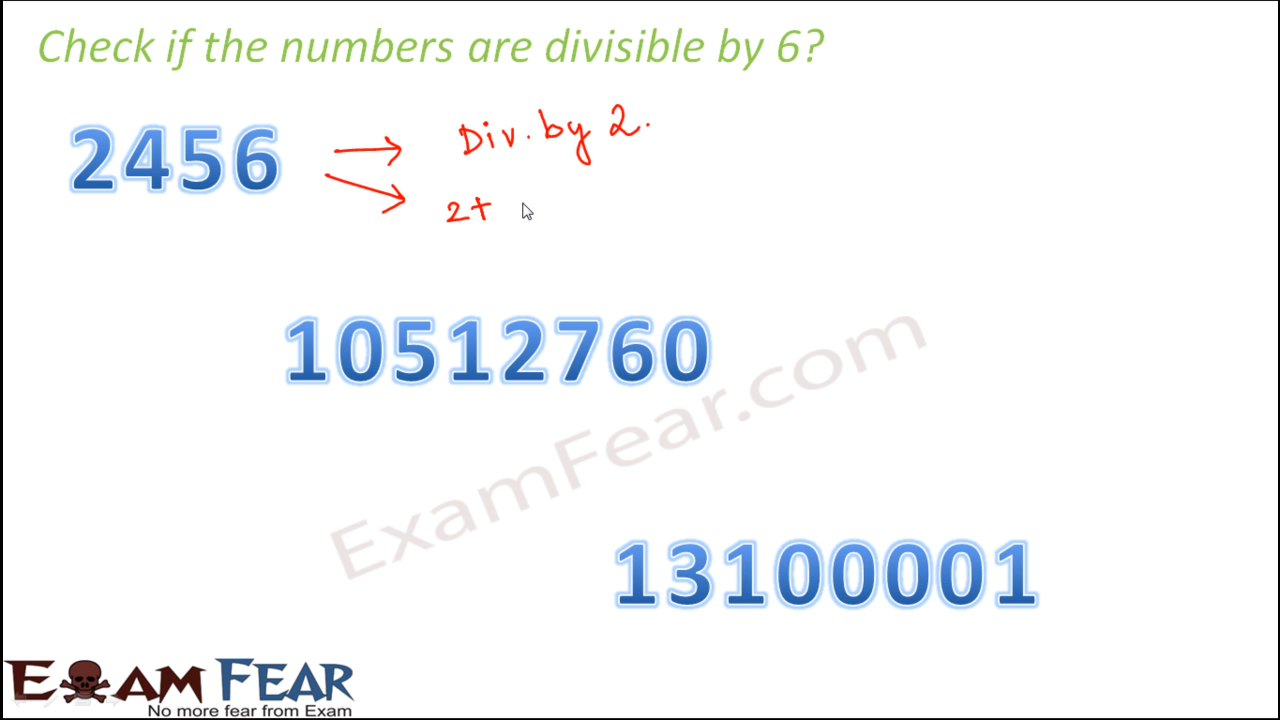 Check if the numbers are divisible by 6?
2456
Div. by 2.
2+
10512760
ExamFear.com
13100001
EXAM FEAR
No more fear from Exam